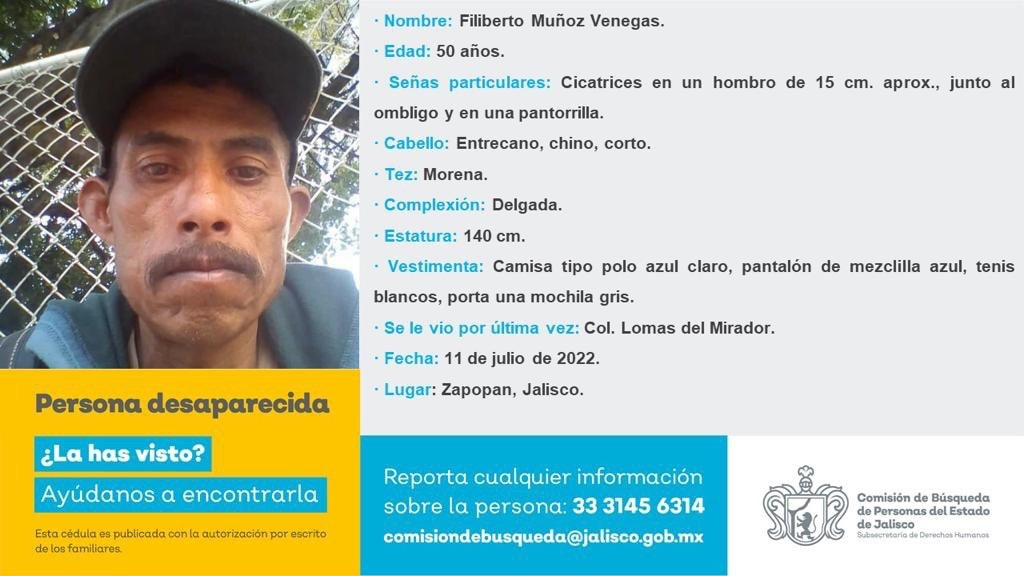 · Nombre: Filiberto Muñoz Venegas.
· Edad: 50 años.
· Señas particulares: Cicatrices en un hombro de 15 cm. aprox., junto al
ombligo y en una pantorrilla.
· Cabello: Entrecano, chino, corto.
· Tez: Morena.
· Complexión: Delgada.
· Estatura: 140 cm.
· Vestimenta: Camisa tipo polo azul claro, pantalón de mezclilla azul, tenis
blancos, porta una mochila gris.
· Se le vio por última vez: Col. Lomas del Mirador.
· Fecha: 11 de julio de 2022.
· Lugar: Zapopan, Jalisco.
Persona desaparecida
¿La has visto?
Ayúdanos a encontrarla
Esta cédula es publicada con la autorización por escrito
de los familiares.
Reporta cualquier información
sobre la persona: 33 3145 6314
comisiondebusqueda@jalisco.gob.mx
Comisión de Búsqueda
de Personas del Estado
de Jalisco
Subsecretaría de Derechos Humanos